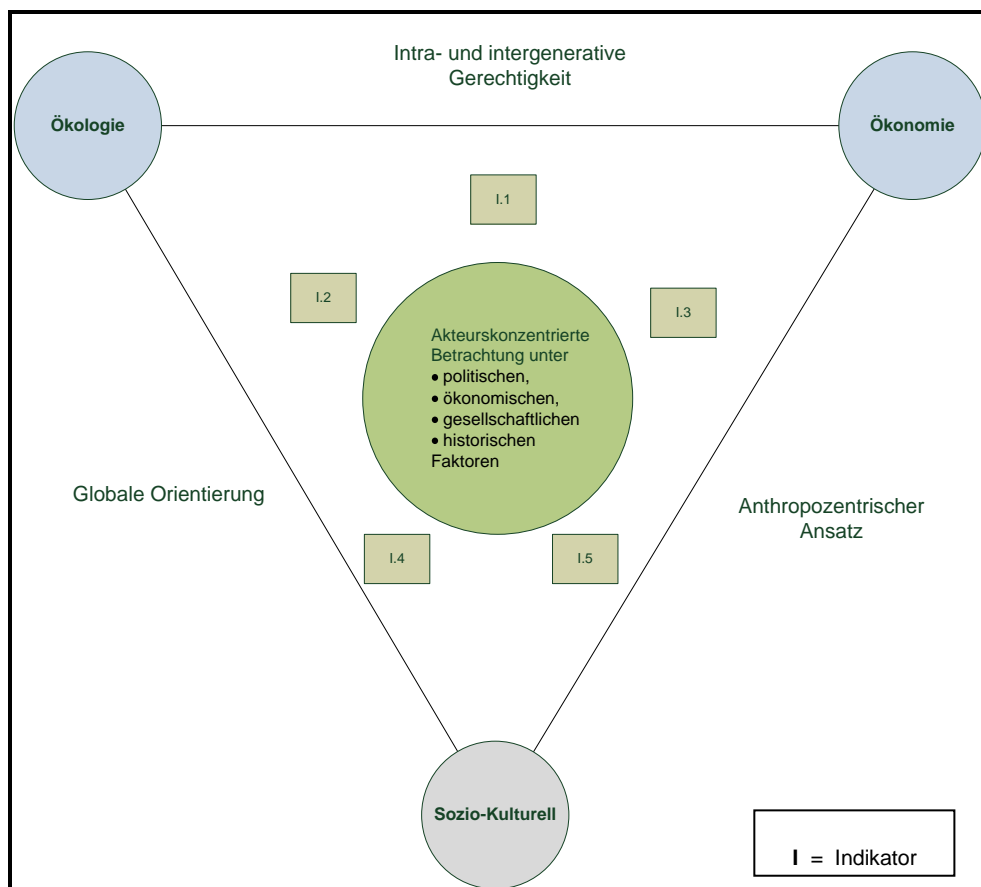 Intra- und intergenerative
Gerechtigkeit
Ökologie
Ökonomie
I.1
I.2
I.3
Akteurskonzentrierte
Betrachtung unter
• politischen,
• ökonomischen,
• gesellschaftlichen
• historischen
Faktoren
Globale Orientierung
Anthropozentrischer
Ansatz
I.4
I.5
Sozio-Kulturell
I = Indikator